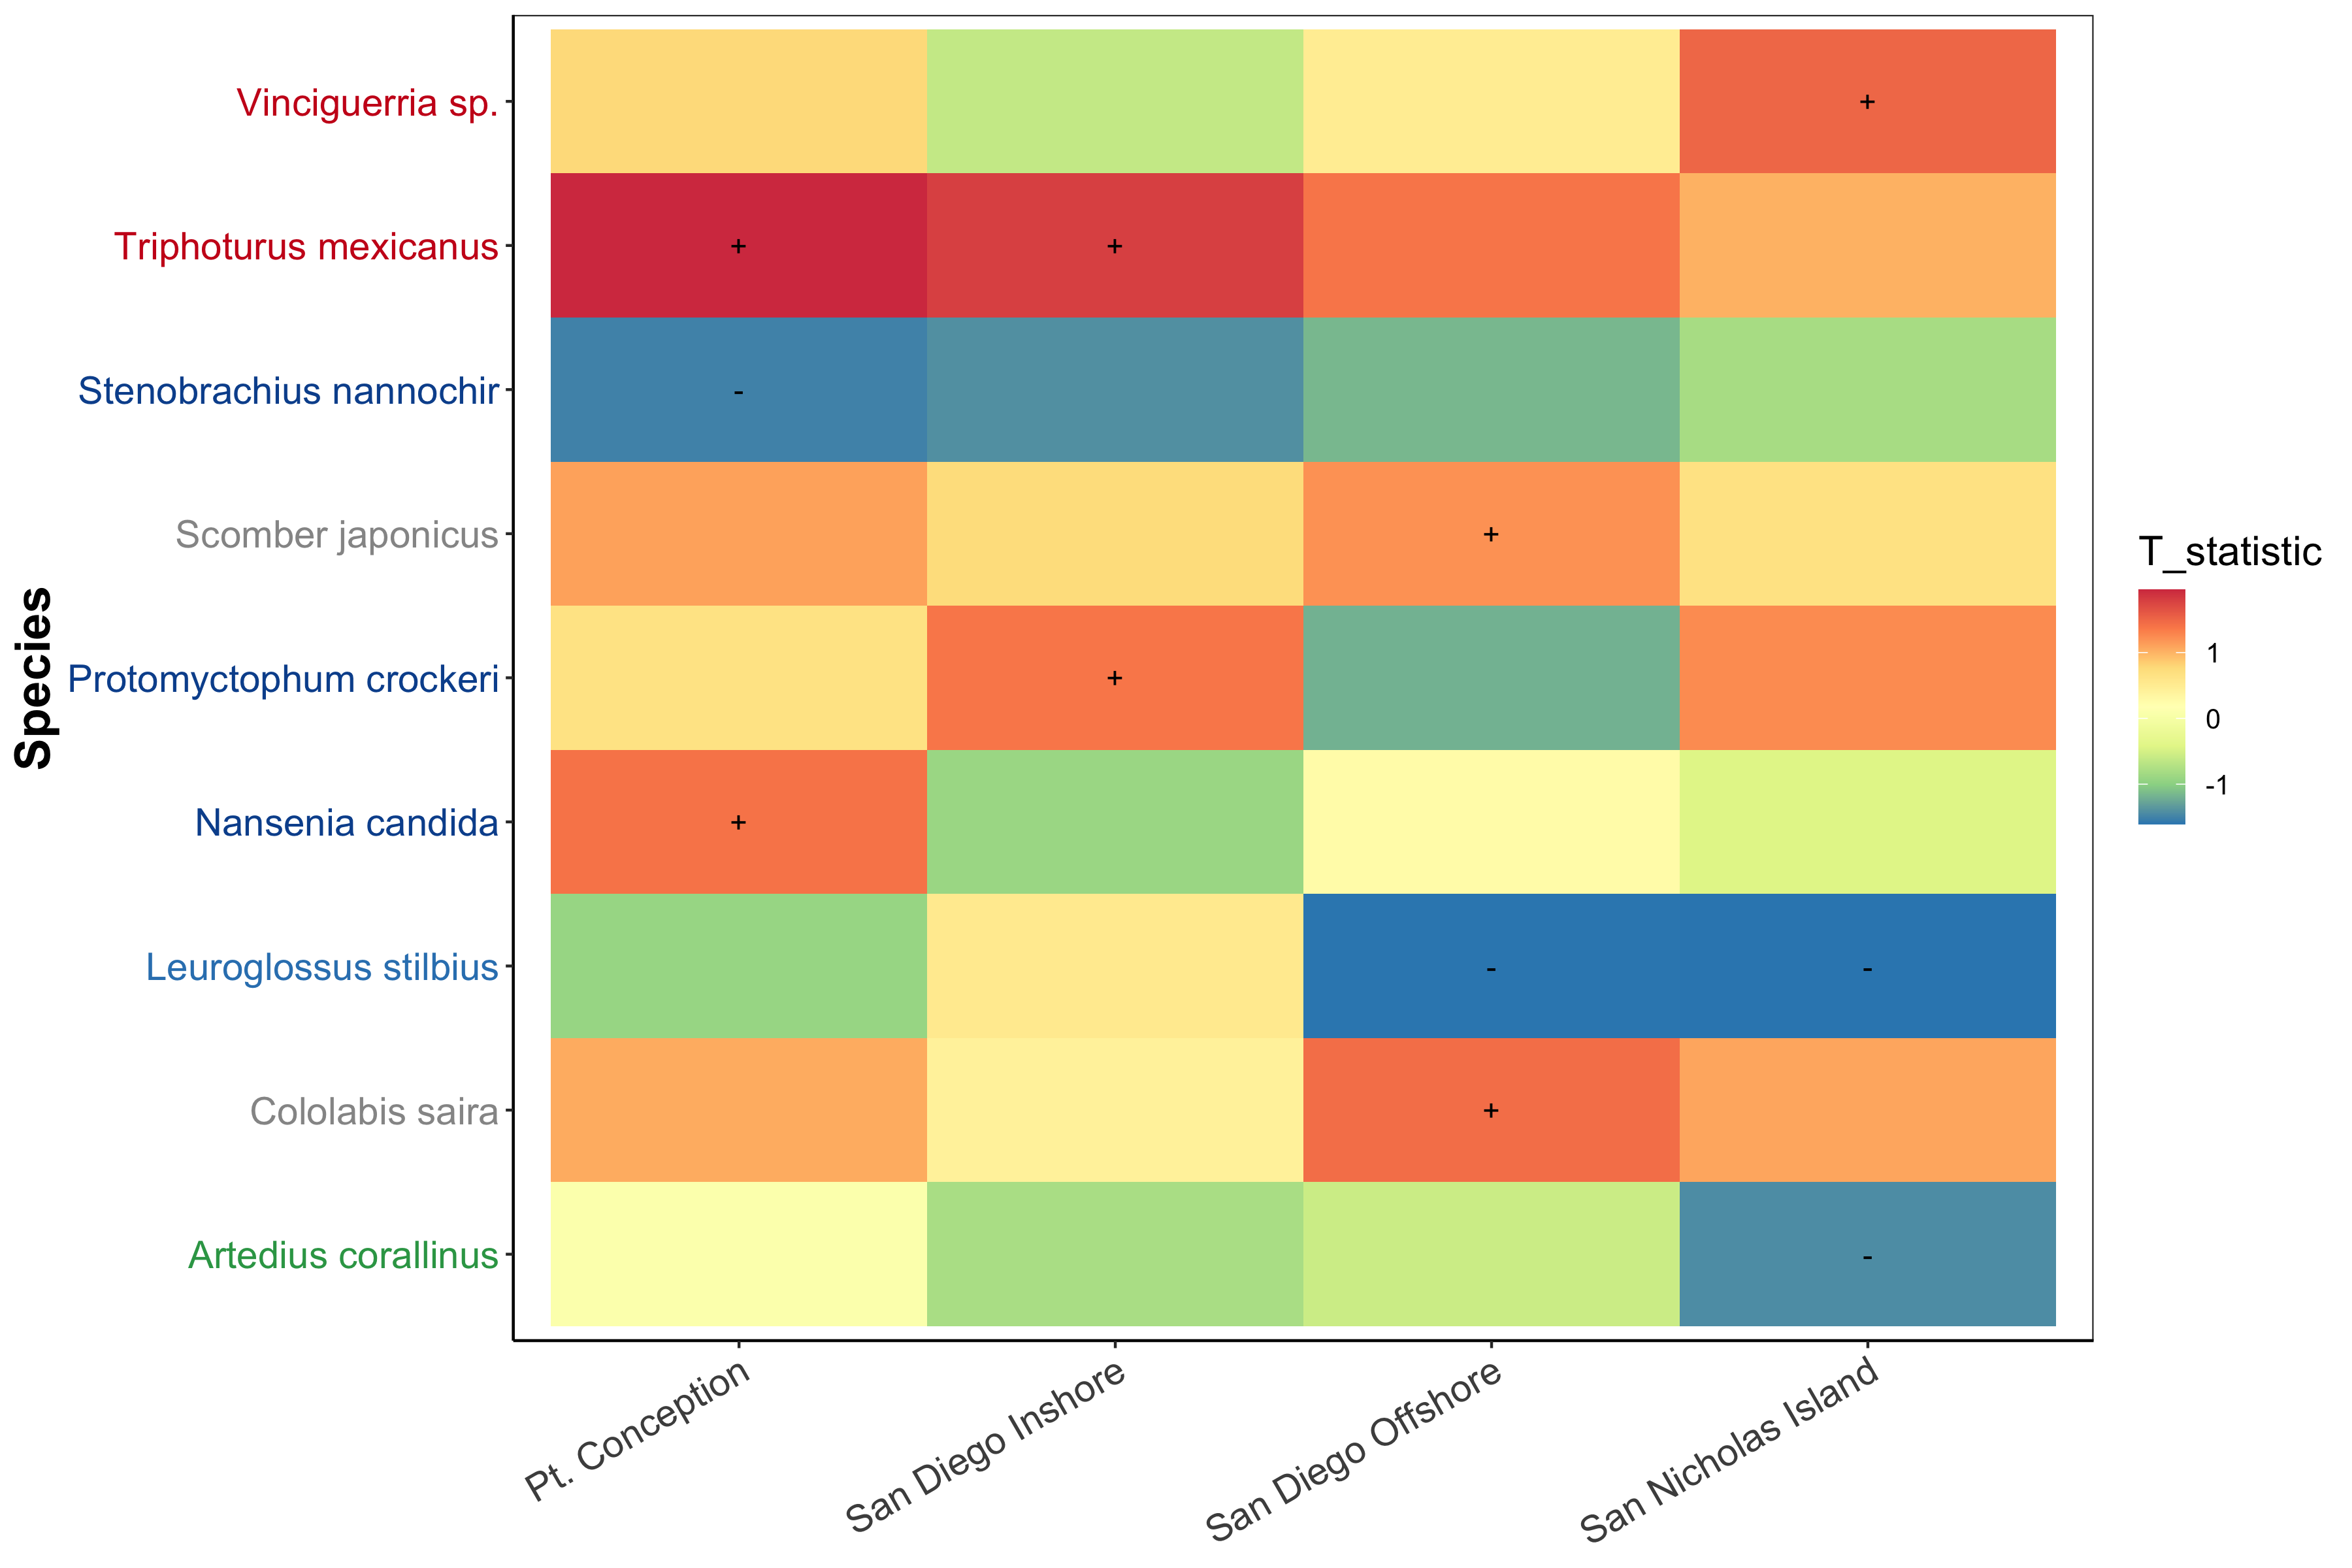 Species
Vinciguerria sp.
+
Triphoturus mexicanus
+ +
Stenobrachius nannochir
-
Scomber japonicus
+
Protomyctophum crockeri
+
Nansenia candida
+
Leuroglossus stilbius
- -
Cololabis saira
+
Artedius corallinus
-
Pt. Conception
San Diego Inshore
San Diego Offshore
San Nicholas Island
T_statistic
1
0
-1